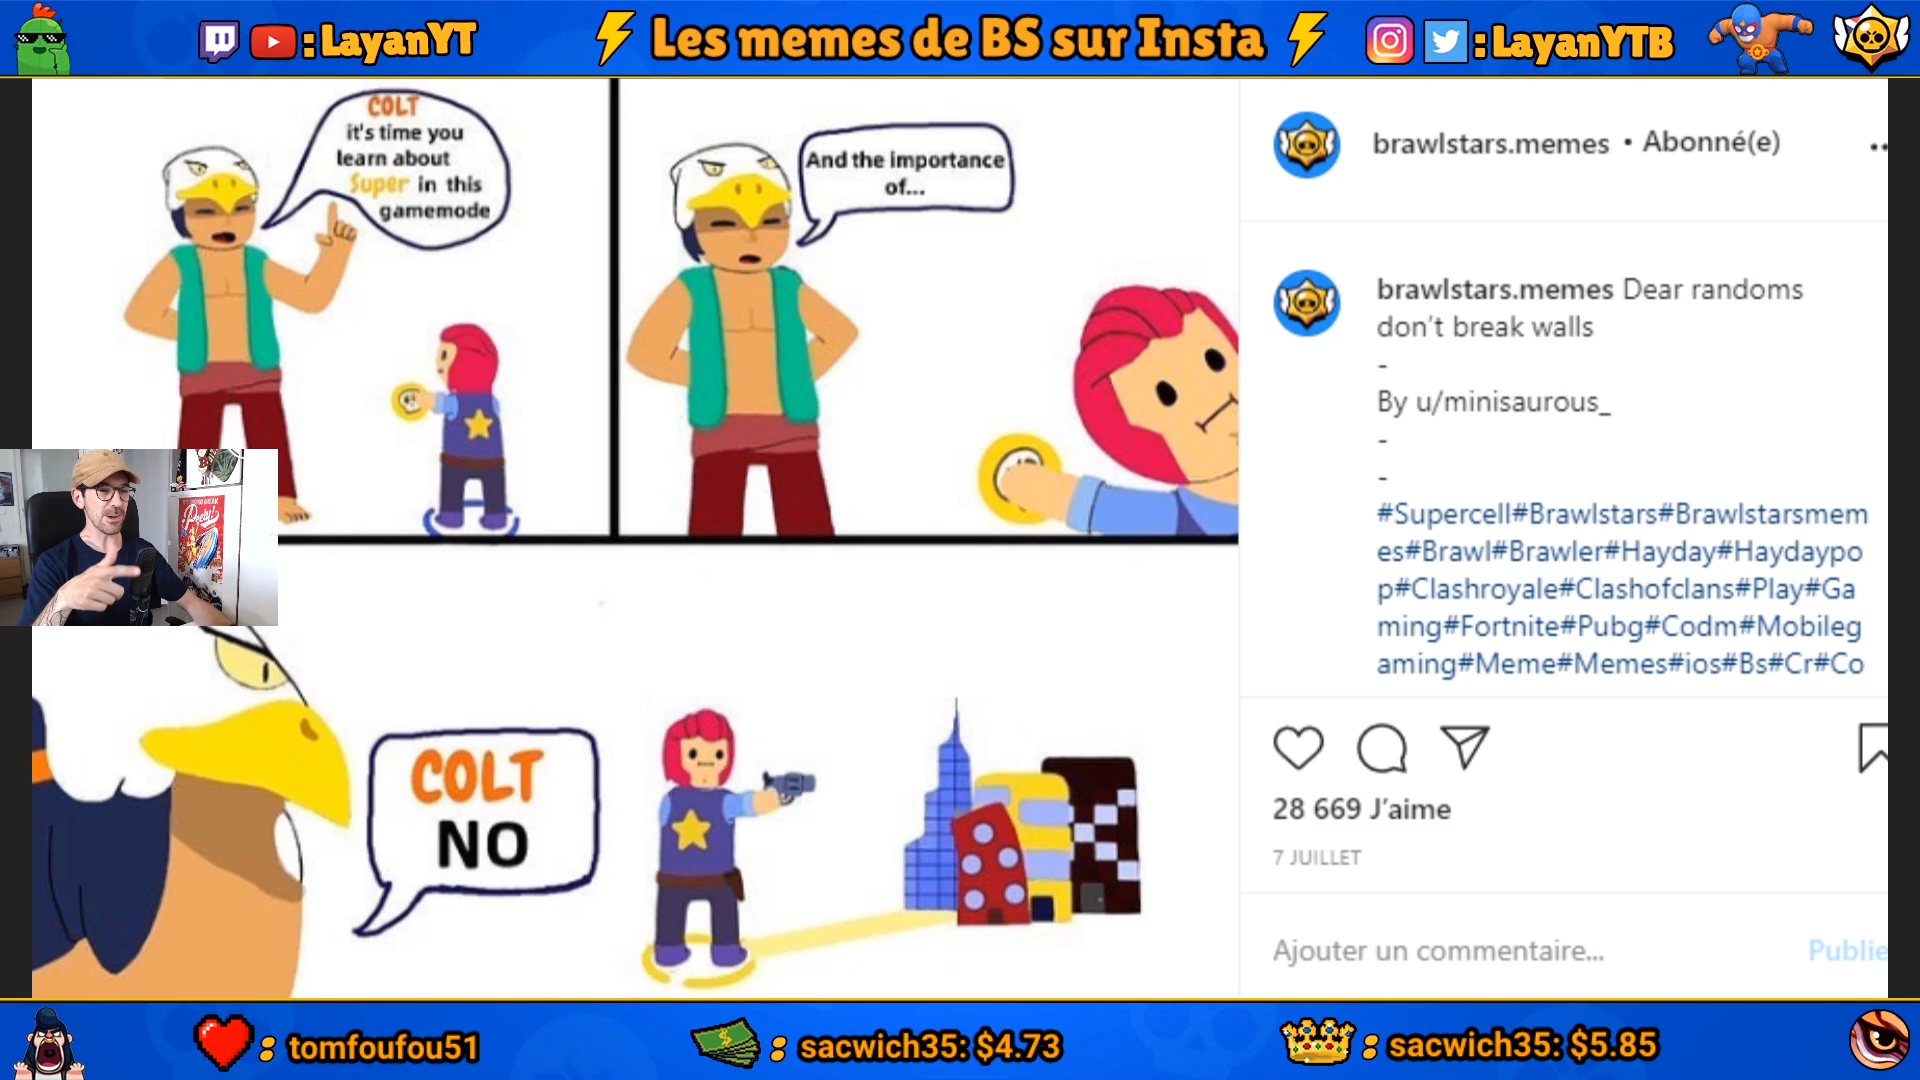 : LayanYT
Les memes de BS sur Insta
: LayanYTB
COLT
it's time you
learn about
Super in this
gamemode
And the importance
of...
COLT
NO
brawlstars.memes • Abonné(e)
brawlstars.memes Dear randoms
don't break walls
-
By u/minisaurous_
-
-
#Supercell#Brawlstars#Brawlstarsmem
es#Brawl#Brawler#Hayday#Haydaypo
p#Clashroyale#Clashofclans#Play#Ga
ming#Fortnite#Pubg#Codm#Mobileg
aming#Meme#Memes#ios#Bs#Cr#Co
28 669 J'aime
7 JUILLET
Ajouter un commentaire...
Publie
: tomfoufou51
: sacwich35: $4.73
: sacwich35: $5.85